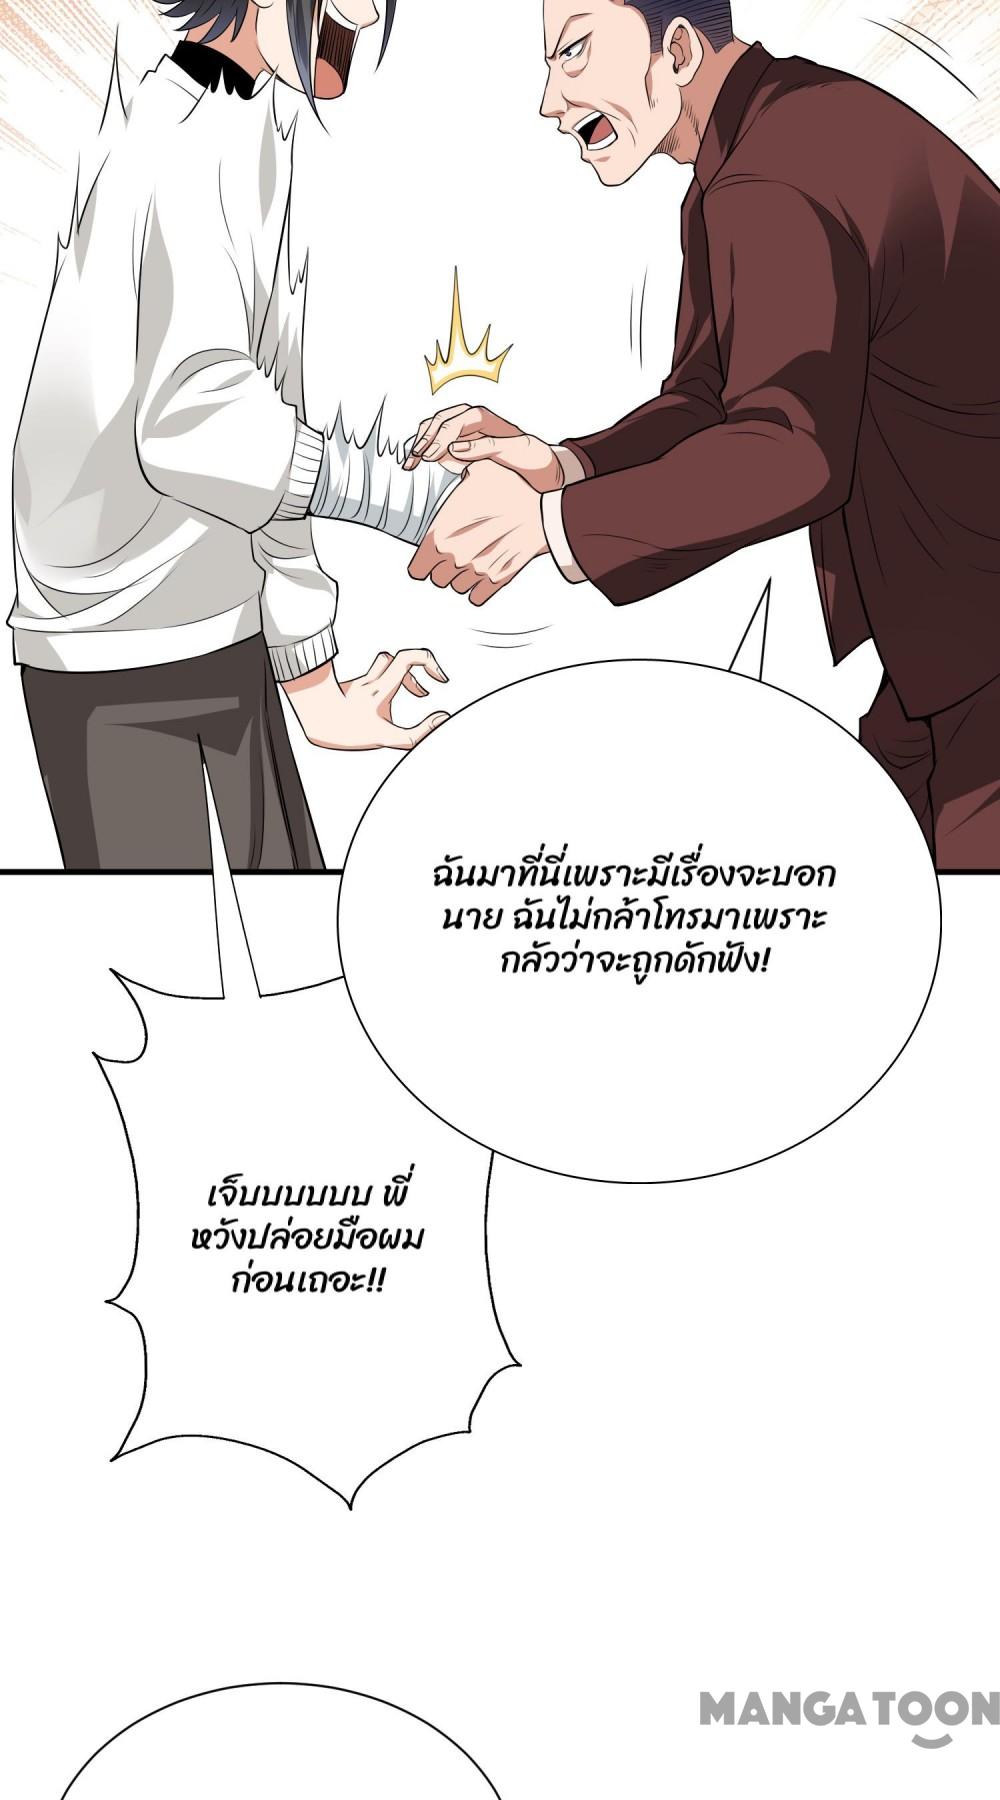 ฉันมาที่นี่เพราะมีเรื่องจะบอก
นาย ฉันไม่กล้าโทรมาเพราะ
กลัวว่าจะถูกดักฟัง!
เจ็บบบบบบ พี่
หวังปล่อยมือผม
ก่อนเถอะ!!
MANGATOON